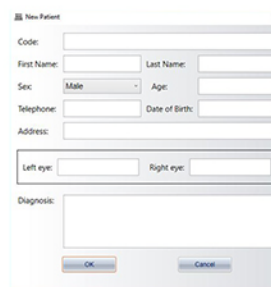 New Patient
Code:
First Name: Last Name:
Sex: Male Age:
Telephone: Date of Birth:
Address:
Left eye: Right eye:
Diagnosis:
OK Cancel